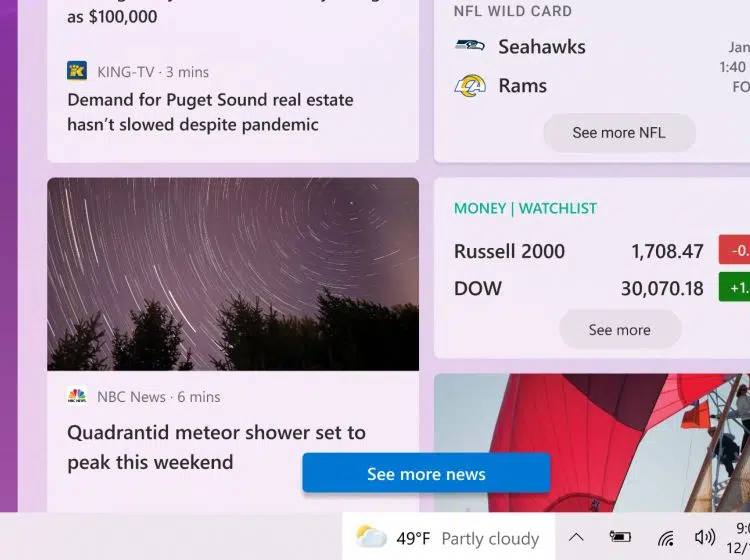 as $100,000
KING-TV · 3 mins
Demand for Puget Sound real estate
hasn't slowed despite pandemic
NBC News · 6 mins
Quadrantid meteor shower set to
peak this weekend
NFL WILD CARD
Seahawks
Rams
Jan
1:40
FO
See more NFL
MONEY | WATCHLIST
Russell 2000 1,708.47 -0.
DOW 30,070.18 +1.
See more
See more news
49°F Partly cloudy
9:0
12/